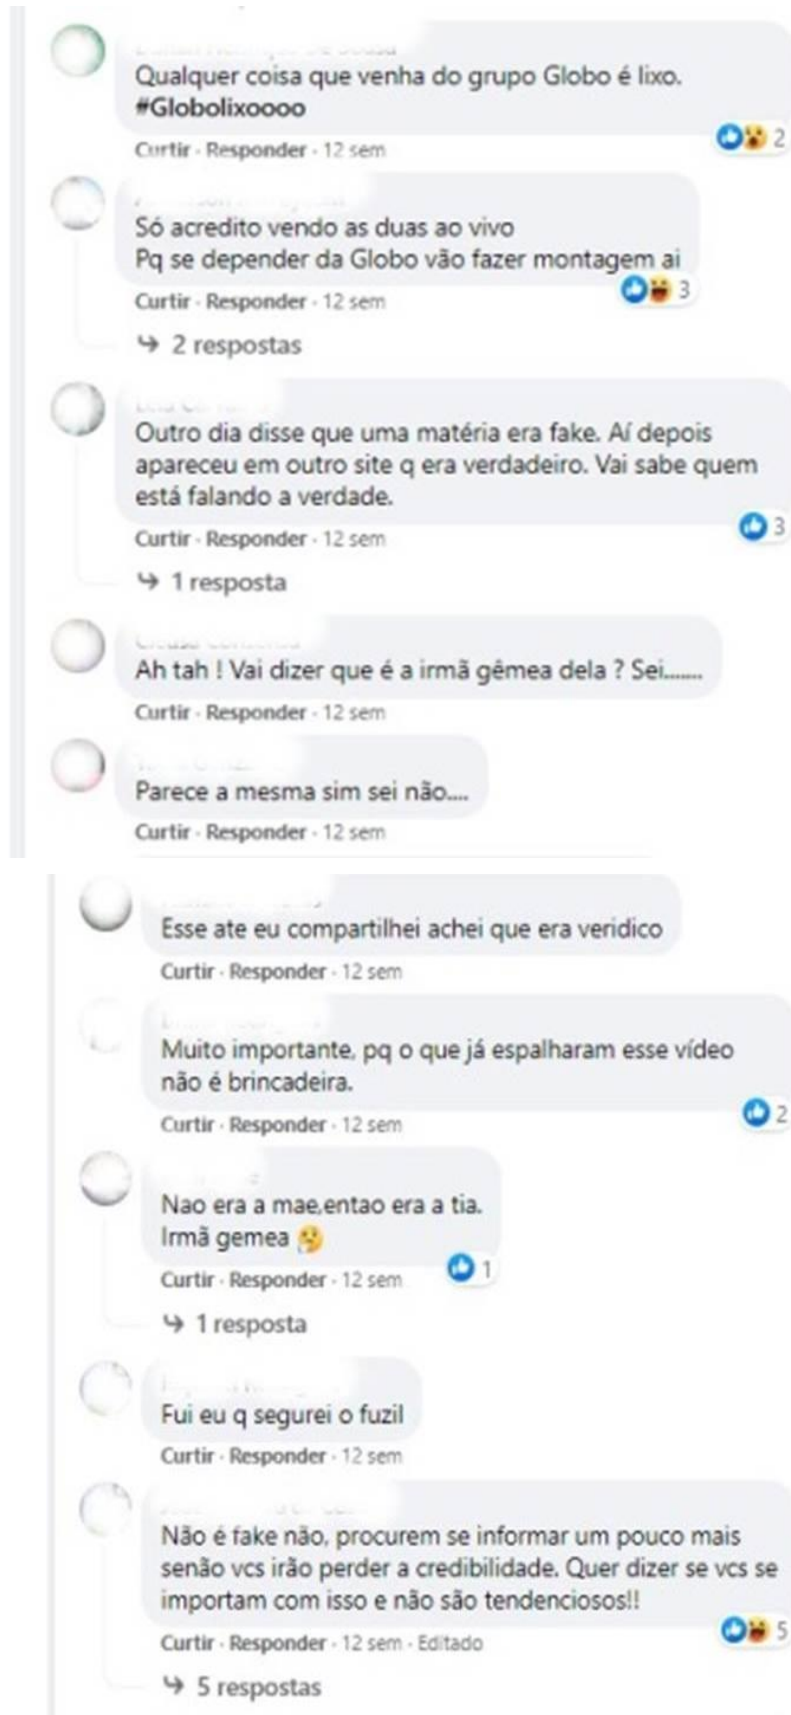 Qualquer coisa que venha do grupo Globo é lixo.
#Globolixoooo
Curtir · Responder · 12 sem
2
Só acredito vendo as duas ao vivo
Pq se depender da Globo vão fazer montagem ai
3
Curtir · Responder · 12 sem
2 respostas
Outro dia disse que uma matéria era fake. Aí depois
apareceu em outro site q era verdadeiro. Vai sabe quem
está falando a verdade.
3
Curtir · Responder · 12 sem
1 resposta
Ah tah ! Vai dizer que é a irmã gêmea dela ? Sei.......
Curtir · Responder · 12 sem
Parece a mesma sim sei não....
Curtir · Responder · 12 sem
Esse ate eu compartilhei achei que era veridico
Curtir · Responder · 12 sem
Muito importante, pq o que já espalharam esse vídeo
não é brincadeira.
2
Curtir · Responder · 12 sem
Nao era a mae,entao era a tia.
Irmã gemea
1
Curtir · Responder · 12 sem
1 resposta
Fui eu q segurei o fuzil
Curtir · Responder · 12 sem
Não é fake não, procurem se informar um pouco mais
senão vcs irão perder a credibilidade. Quer dizer se vcs se
importam com isso e não são tendenciosos!!
5
Curtir · Responder · 12 sem · Editado
5 respostas